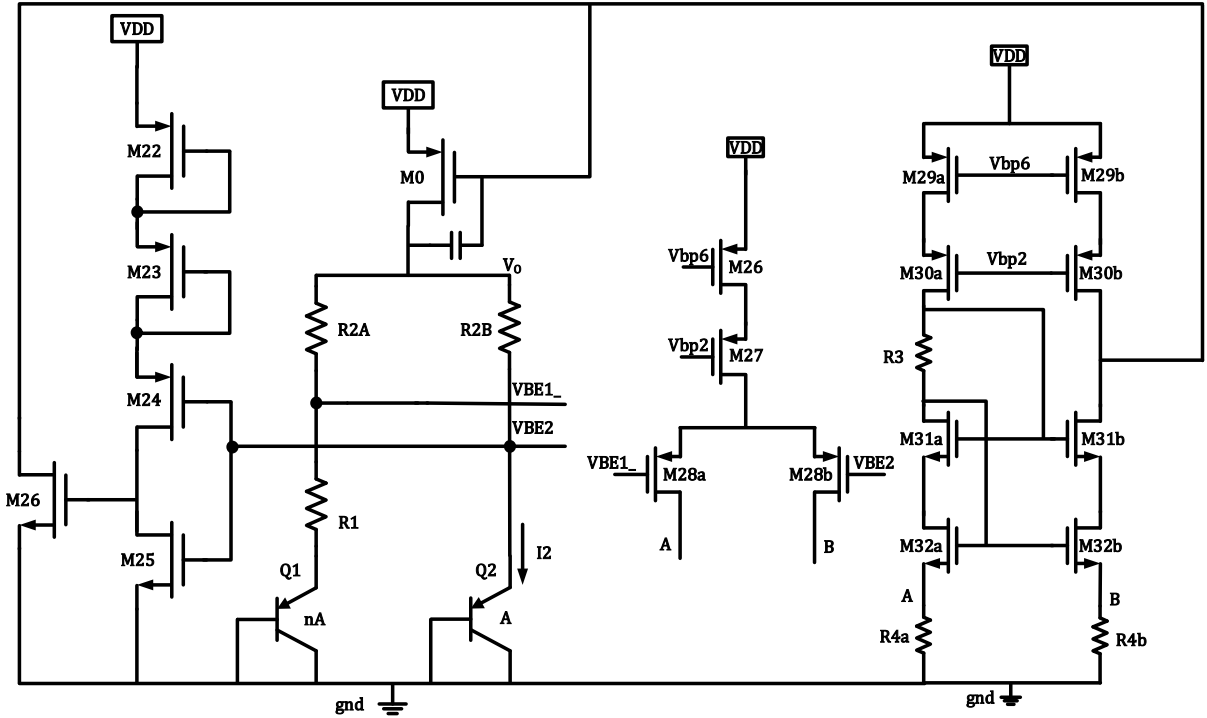 VDD
VDD
VDD
VDD
M22
M0
M29a
Vbp6
M29b
M23
Vo
Vbp6
M26
M30a
Vbp2
M30b
R2A
R2B
Vbp2
M27
R3
M24
VBE1_
VBE2
M31a
M31b
VBE1_
M28a
M28b
VBE2
M26
R1
M25
I2
A
B
M32a
M32b
Q1
Q2
nA
A
A
B
R4a
R4b
gnd
gnd